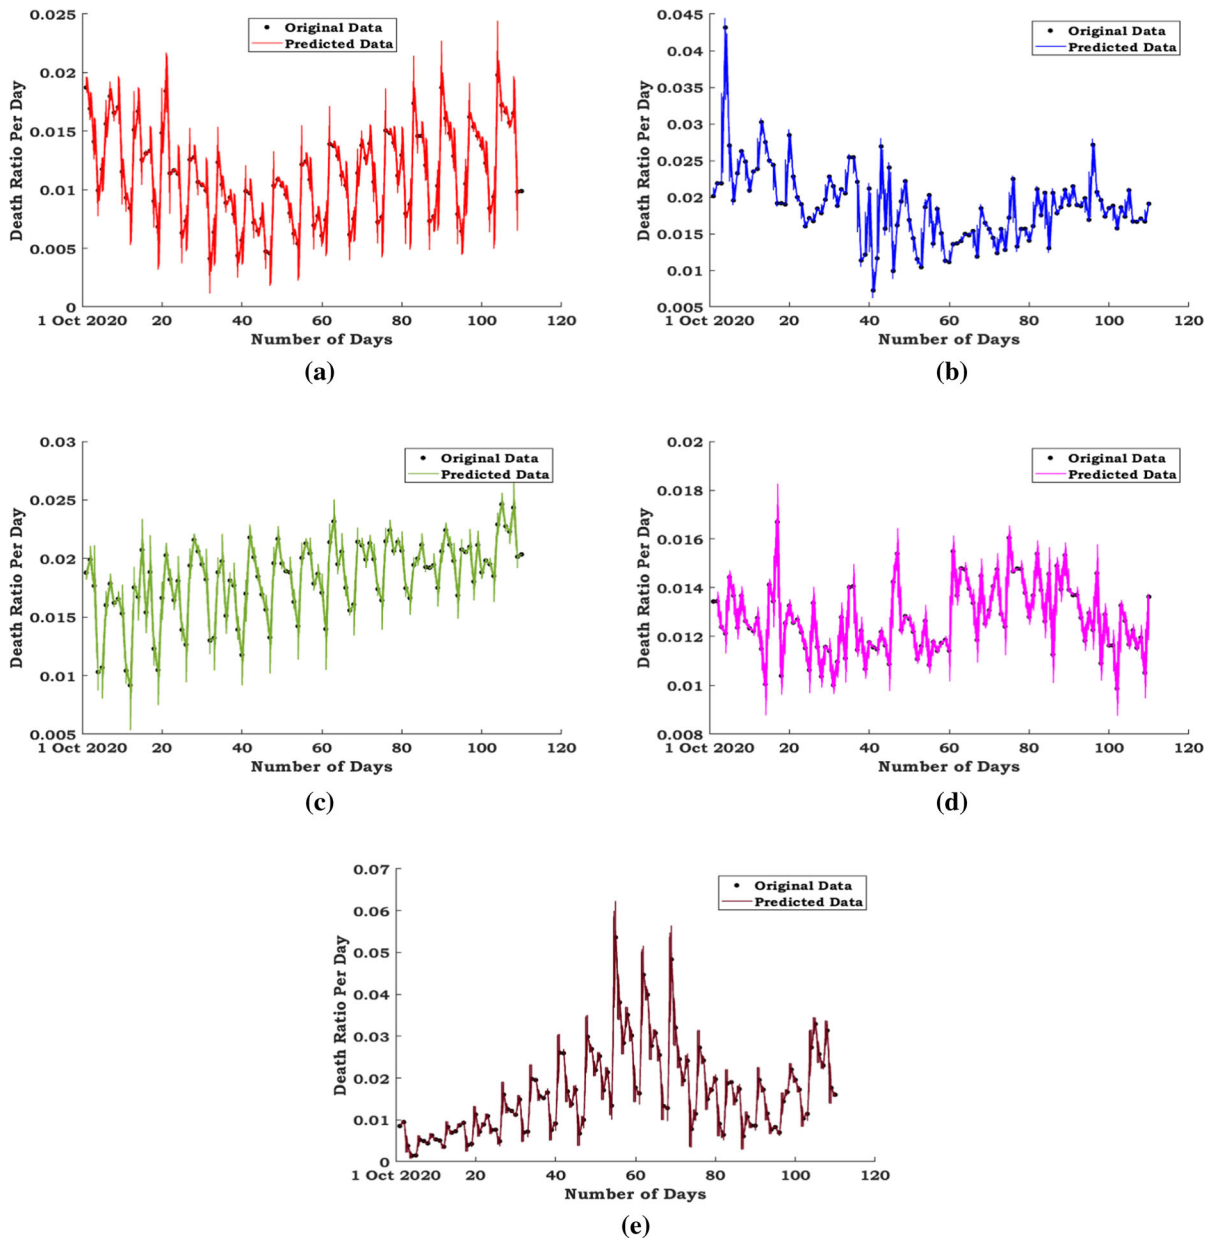 0.025
0.02
0.015
0.01
0.005
0
Death Ratio Per Day
Original Data
Predicted Data
1 Oct 2020 20 40 60 80 100 120
Number of Days
(a)
0.045
0.04
0.035
0.03
0.025
0.02
0.015
0.01
0.005
Death Ratio Per Day
Original Data
Predicted Data
1 Oct 2020 20 40 60 80 100 120
Number of Days
(b)
0.03
0.025
0.02
0.015
0.01
0.005
Death Ratio Per Day
Original Data
Predicted Data
1 Oct 2020 20 40 60 80 100 120
Number of Days
(c)
0.02
0.018
0.016
0.014
0.012
0.01
0.008
Death Ratio Per Day
Original Data
Predicted Data
1 Oct 2020 20 40 60 80 100 120
Number of Days
(d)
0.07
0.06
0.05
0.04
0.03
0.02
0.01
0
Death Ratio Per Day
Original Data
Predicted Data
1 Oct 2020 20 40 60 80 100 120
Number of Days
(e)